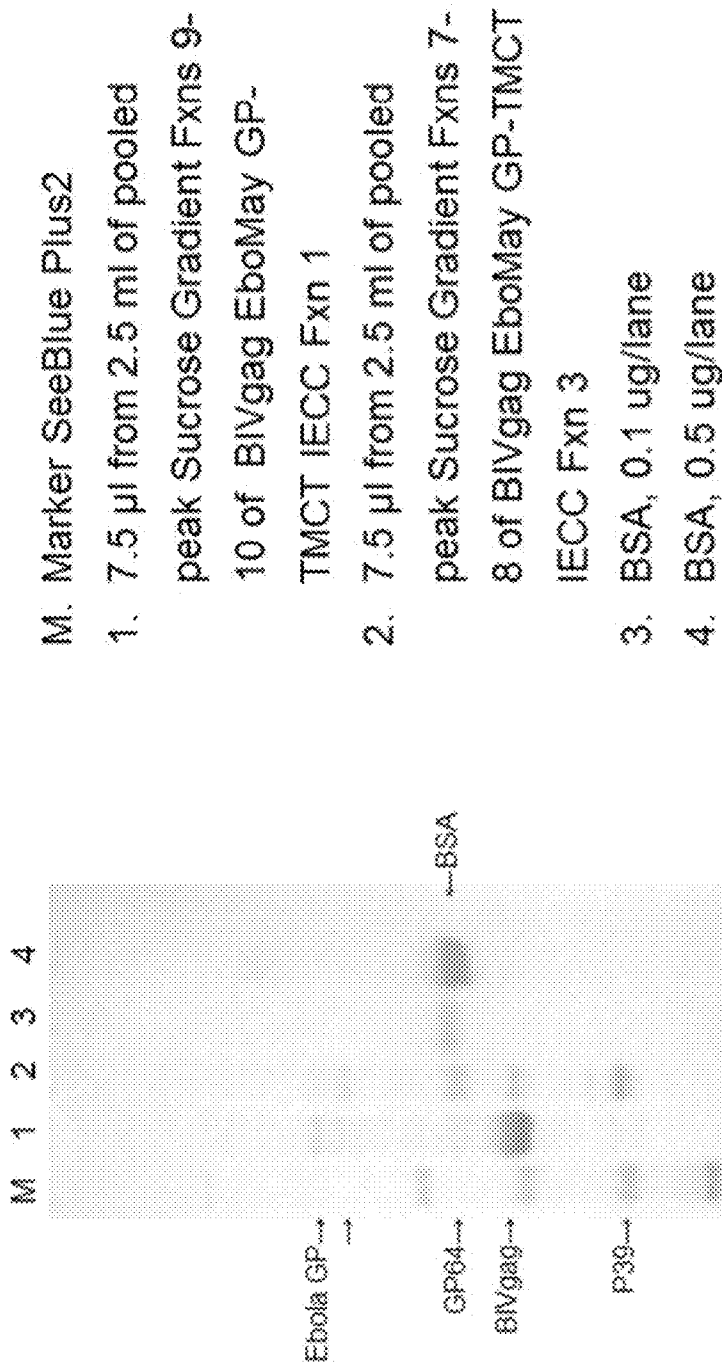 M 1 2 3 4
Ebola GP→
→
GP64→
BIVgag→
P39→
←BSA
M. Marker SeeBlue Plus2
1. 7.5 µl from 2.5 ml of pooled
peak Sucrose Gradient Fxns 9-
10 of BIVgag EboMay GP-
TMCT IECC Fxn 1
2. 7.5 µl from 2.5 ml of pooled
peak Sucrose Gradient Fxns 7-
8 of BIVgag EboMay GP-TMCT
IECC Fxn 3
3. BSA, 0.1 ug/lane
4. BSA, 0.5 ug/lane